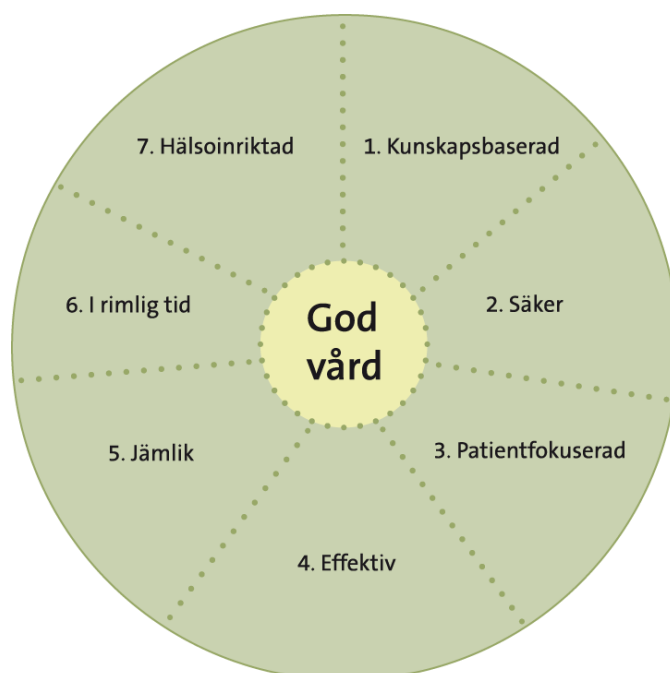 7. Hälsoinriktad
1. Kunskapsbaserad
6. I rimlig tid
2. Säker
God
vård
5. Jämlik
3. Patientfokuserad
4. Effektiv